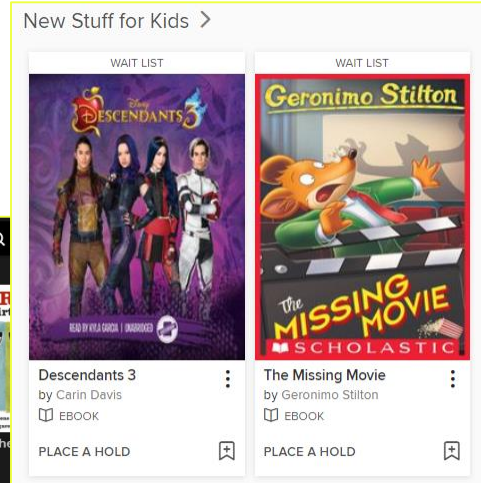 New Stuff for Kids
WAIT LIST
Disney
DESCENDANTS 3
READ BY KYLA GARCIA | UNABRIDGED
Descendants 3
by Carin Davis
EBOOK
PLACE A HOLD
WAIT LIST
Geronimo Stilton
The
MISSING
MOVIE
SCHOLASTIC
The Missing Movie
by Geronimo Stilton
EBOOK
PLACE A HOLD